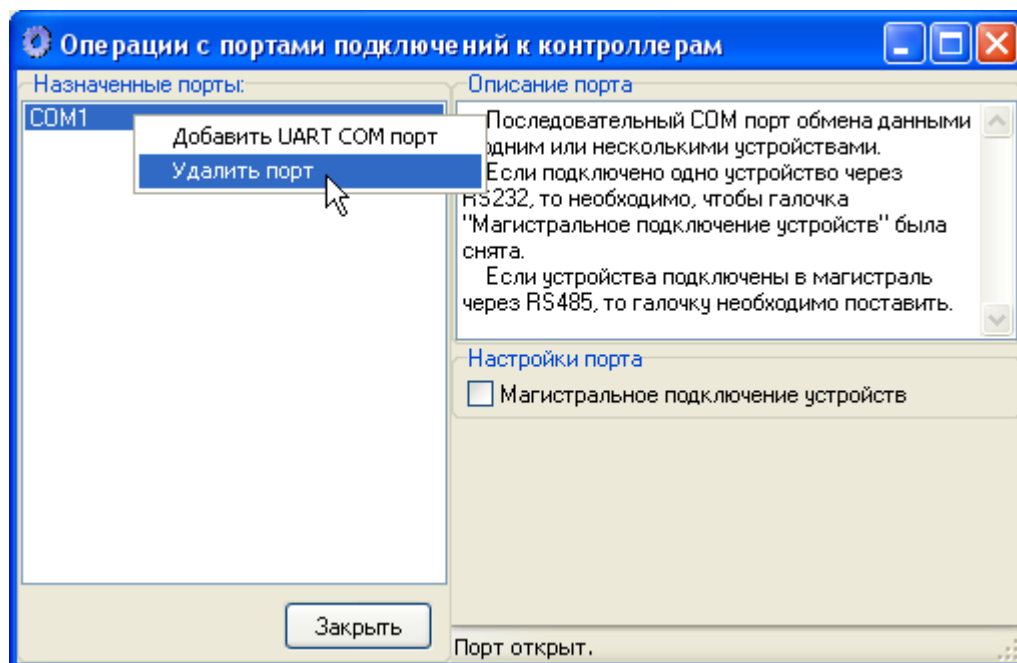 Операции с портами подключений к контроллерам
Назначенные порты:
COM1
Добавить UART COM порт
Удалить порт
Описание порта
Последовательный COM порт обмена данными
одним или несколькими устройствами.
Если подключено одно устройство через
RS232, то необходимо, чтобы галочка
"Магистральное подключение устройств" была
снята.
Если устройства подключены в магистраль
через RS485, то галочку необходимо поставить.
Настройки порта
Магистральное подключение устройств
Закрыть
Порт открыт.